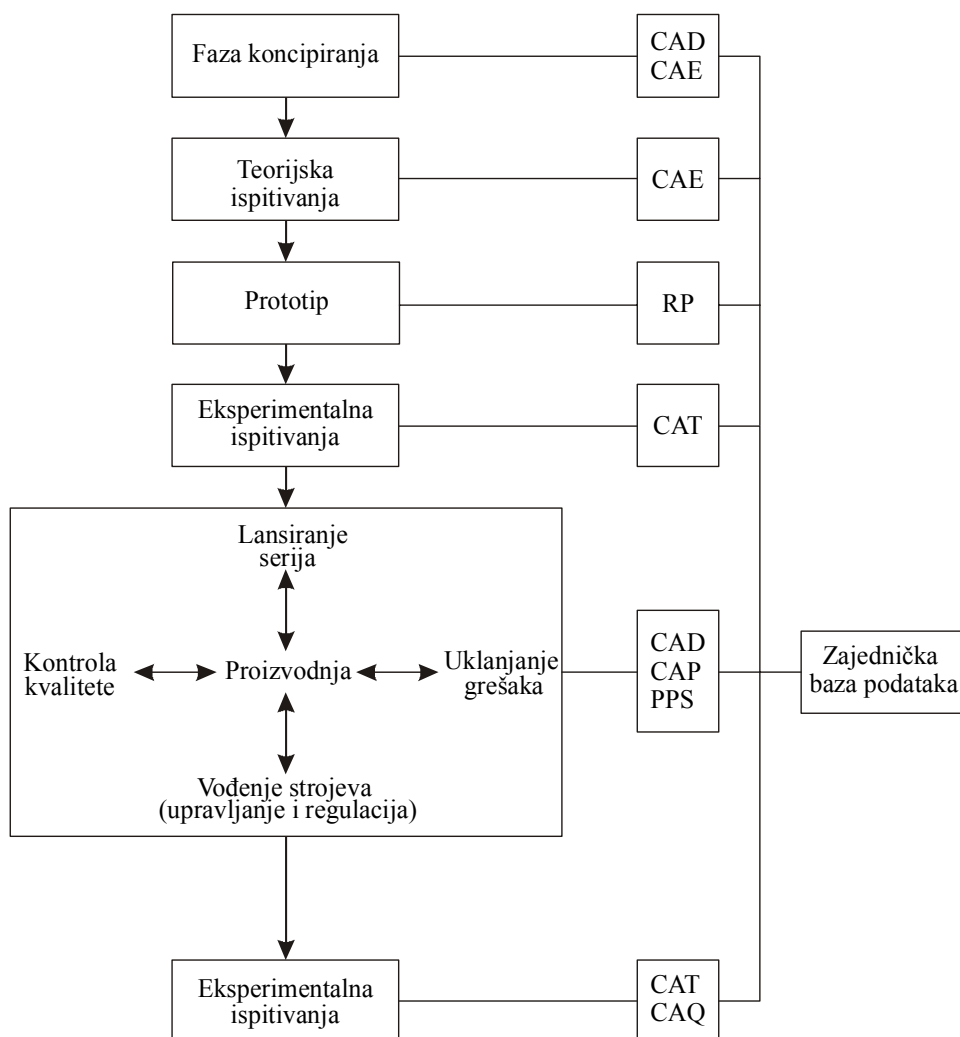 Faza koncipiranja
CAD
CAE
Teorijska
ispitivanja
CAE
Prototip
RP
Eksperimentalna
ispitivanja
CAT
Lansiranje
serija
Kontrola
kvalitete
Proizvodnja
Uklanjanje
grešaka
Vođenje strojeva
(upravljanje i regulacija)
CAD
CAP
PPS
Zajednička
baza podataka
Eksperimentalna
ispitivanja
CAT
CAQ